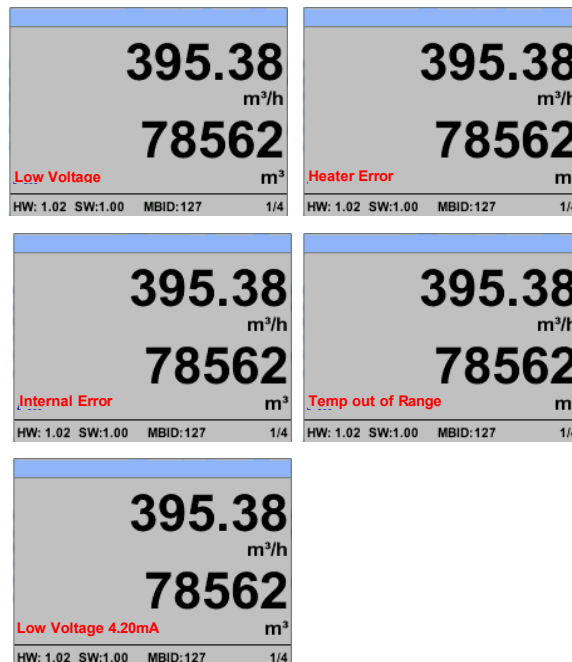 395.38
m³/h
78562
Low Voltage
m³
HW: 1.02 SW:1.00 MBID:127 1/4
395.38
m³/h
78562
Heater Error
m
HW: 1.02 SW:1.00 MBID:127 1/4
395.38
m³/h
78562
Internal Error
m³
HW: 1.02 SW:1.00 MBID:127 1/4
395.38
m³/h
78562
Temp out of Range
m
HW: 1.02 SW:1.00 MBID:127 1/4
395.38
m³/h
78562
Low Voltage 4.20mA
m³
HW: 1.02 SW:1.00 MBID:127 1/4